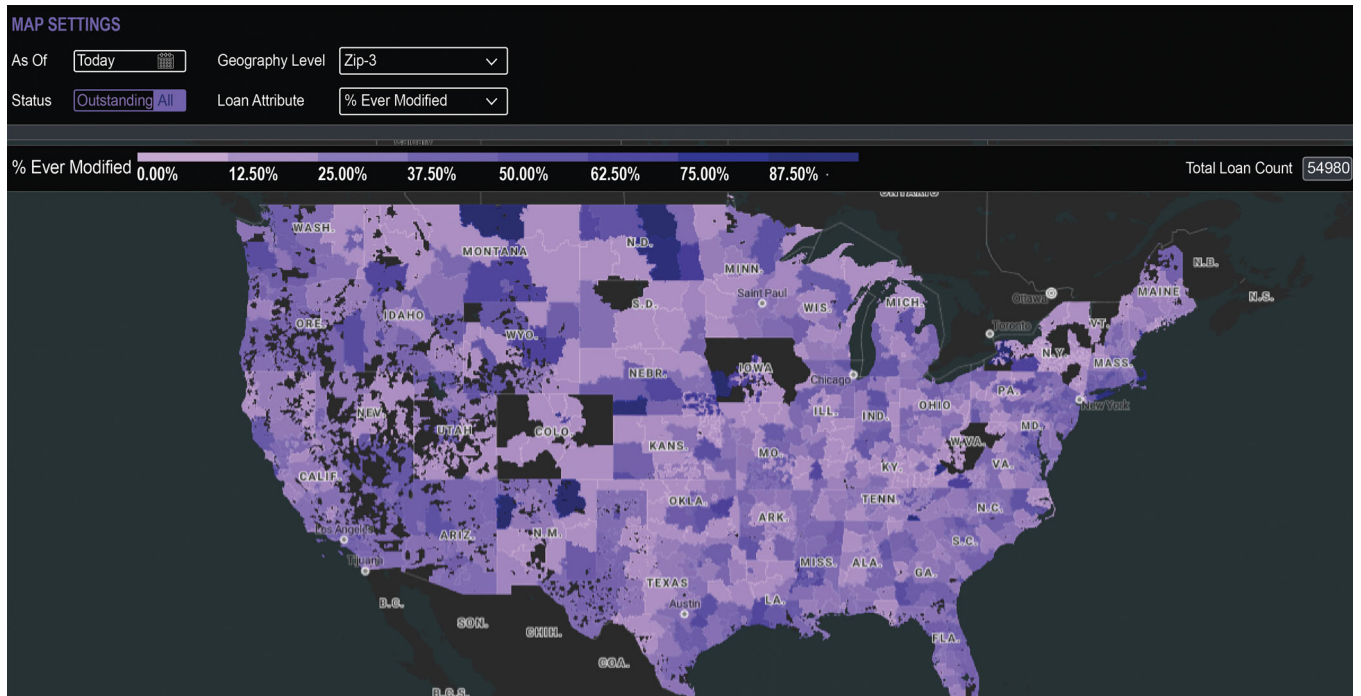 MAP SETTINGS
As Of Today Geography Level Zip-3
Status Outstanding All Loan Attribute % Ever Modified
% Ever Modified 0.00% 12.50% 25.00% 37.50% 50.00% 62.50% 75.00% 87.50% Total Loan Count 54980
ONTARIO
WASH.
MONTANA
N.D.
MINN.
N.B.
Ottawa
MAINE
Saint Paul
N.S.
S.D.
WIS.
MICH.
IDAHO
ORE.
WYO.
Toronto
VT.
N.Y.
MASS.
NEBR.
IOWA
Chicago
PA.
New York
NEV.
UTAH
COLO.
ILL.
IND.
OHIO
MD.
W.VA.
KANS.
MO.
KY.
VA.
CALIF.
OKLA.
TENN.
N.C.
Los Angeles
ARIZ.
N.M.
ARK.
S.C.
Tijuana
TEXAS
MISS.
ALA.
GA.
B.C.
Austin
LA.
SON.
CHIH.
FLA.
COA.
B.C.S.